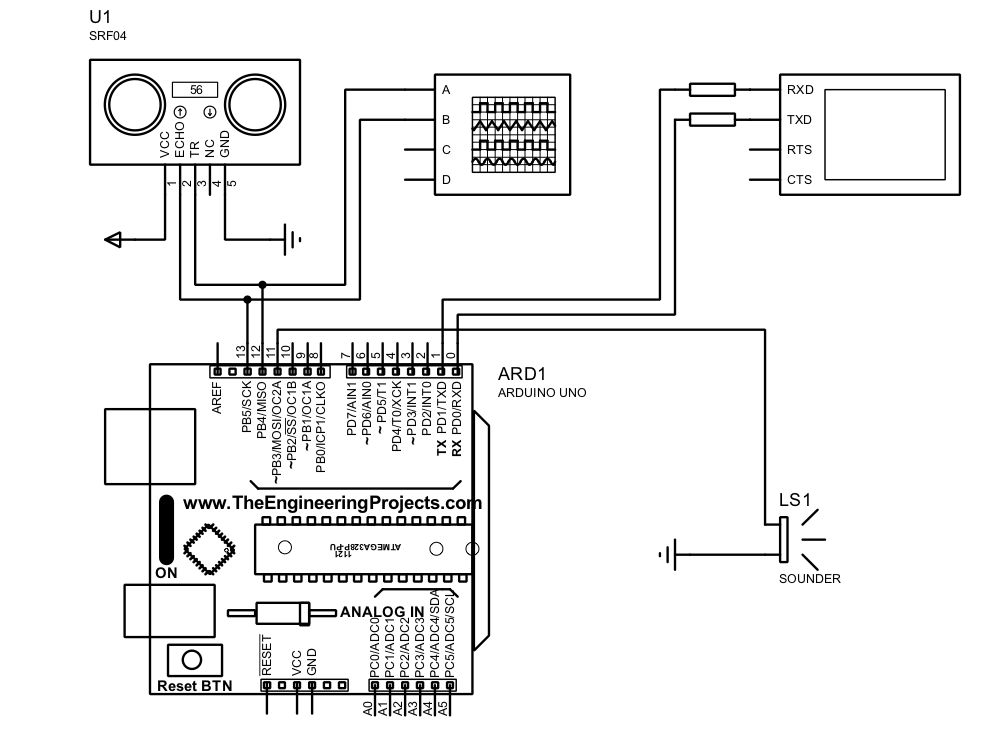 U1
SRF04
56
VCC
ECHO
TR
NC
GND
1
2
3
4
5
A
B
C
D
RXD
TXD
RTS
CTS
13
12
11
10
9
8
7
6
5
4
3
2
1
0
ARD1
ARDUINO UNO
AREF
PB5/SCK
PB4/MISO
~PB3/MOSI/OC2A
~PB2/SS/OC1B
~PB1/OC1A
PB0/ICP1/CLKO
PD7/AIN1
~PD6/AIN0
~PD5/T1
PD4/T0/XCK
~PD3/INT1
PD2/INT0
TX PD1/TXD
RX PD0/RXD
www.TheEngineeringProjects.com
ATMEGA328P-PU
1121
ON
ANALOG IN
LS1
SOUNDER
RESET
VCC
GND
PC0/ADC0
PC1/ADC1
PC2/ADC2
PC3/ADC3
PC4/ADC4/SDA
PC5/ADC5/SCL
Reset BTN
A0
A1
A2
A3
A4
A5